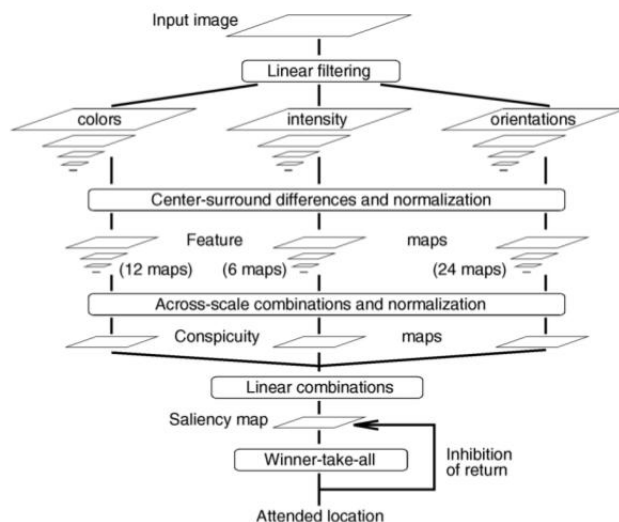 Input image
Linear filtering
colors intensity orientations
Center-surround differences and normalization
Feature maps
(12 maps) (6 maps) (24 maps)
Across-scale combinations and normalization
Conspicuity maps
Linear combinations
Saliency map
Winner-take-all
Inhibition
of return
Attended location